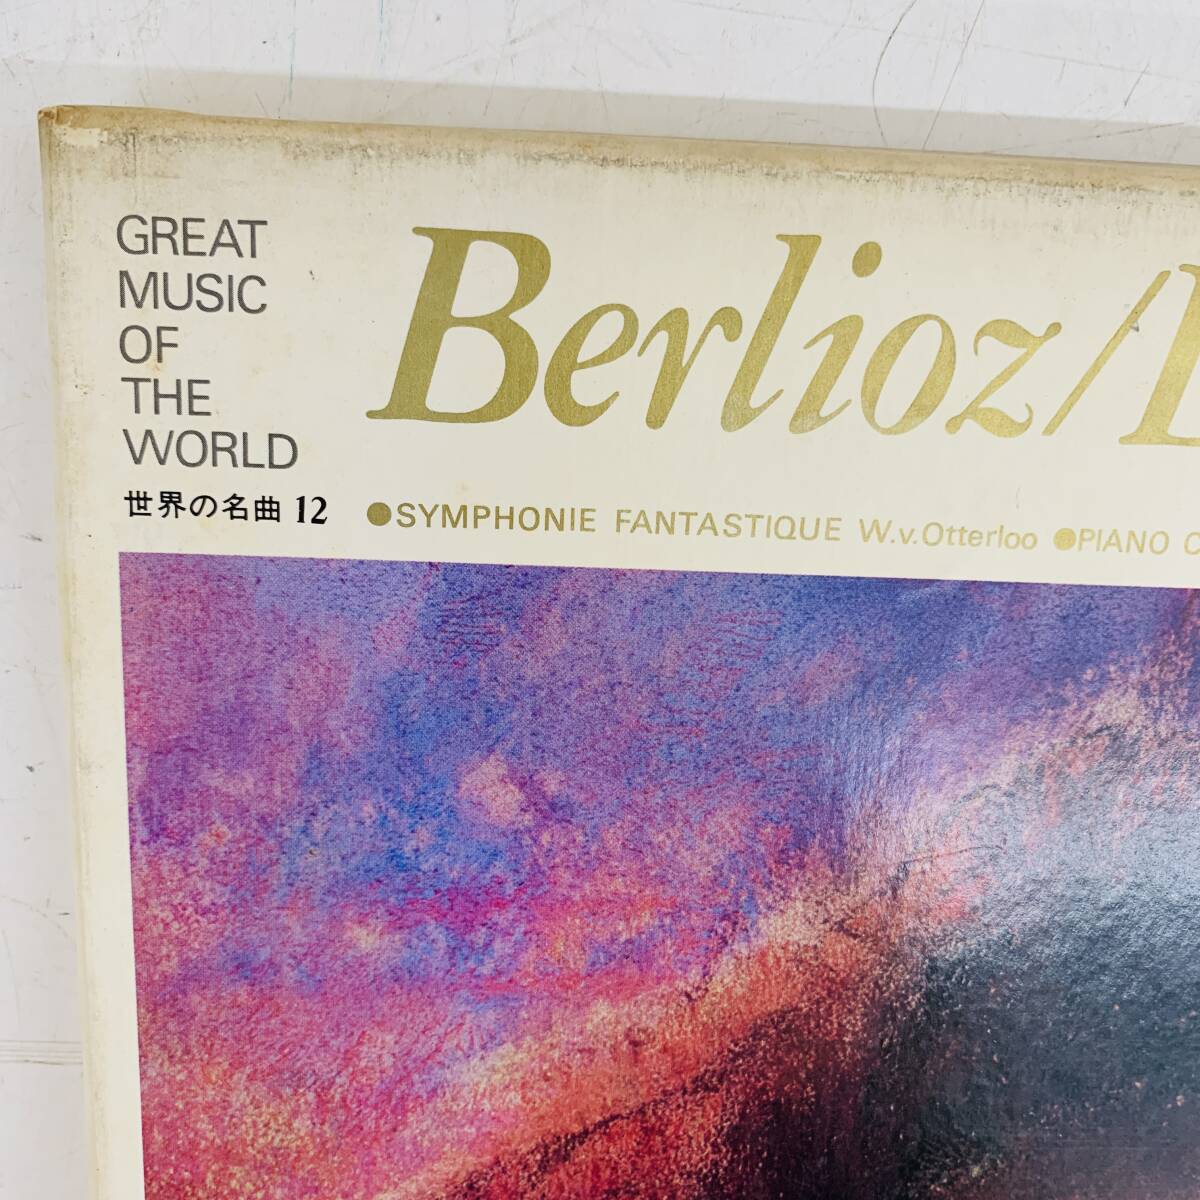 GREAT
MUSIC
OF
THE
WORLD
世界の名曲 12
Berlioz/
●SYMPHONIE FANTASTIQUE W.v.Otterloo ●PIANO C